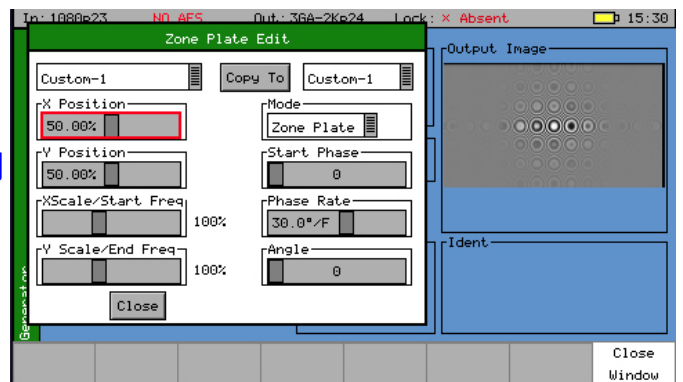 In: 1080p23 NO AES Out: 3GA-2Kp24 Lock: × Absent 15:30
Zone Plate Edit
Custom-1 Copy To Custom-1
X Position
50.00%
Mode
Zone Plate
Y Position
50.00%
Start Phase
0
XScale/Start Freq
100%
Phase Rate
30.0°/F
Y Scale/End Freq
100%
Angle
0
Close
Output Image
Ident
Generator
Close
Window